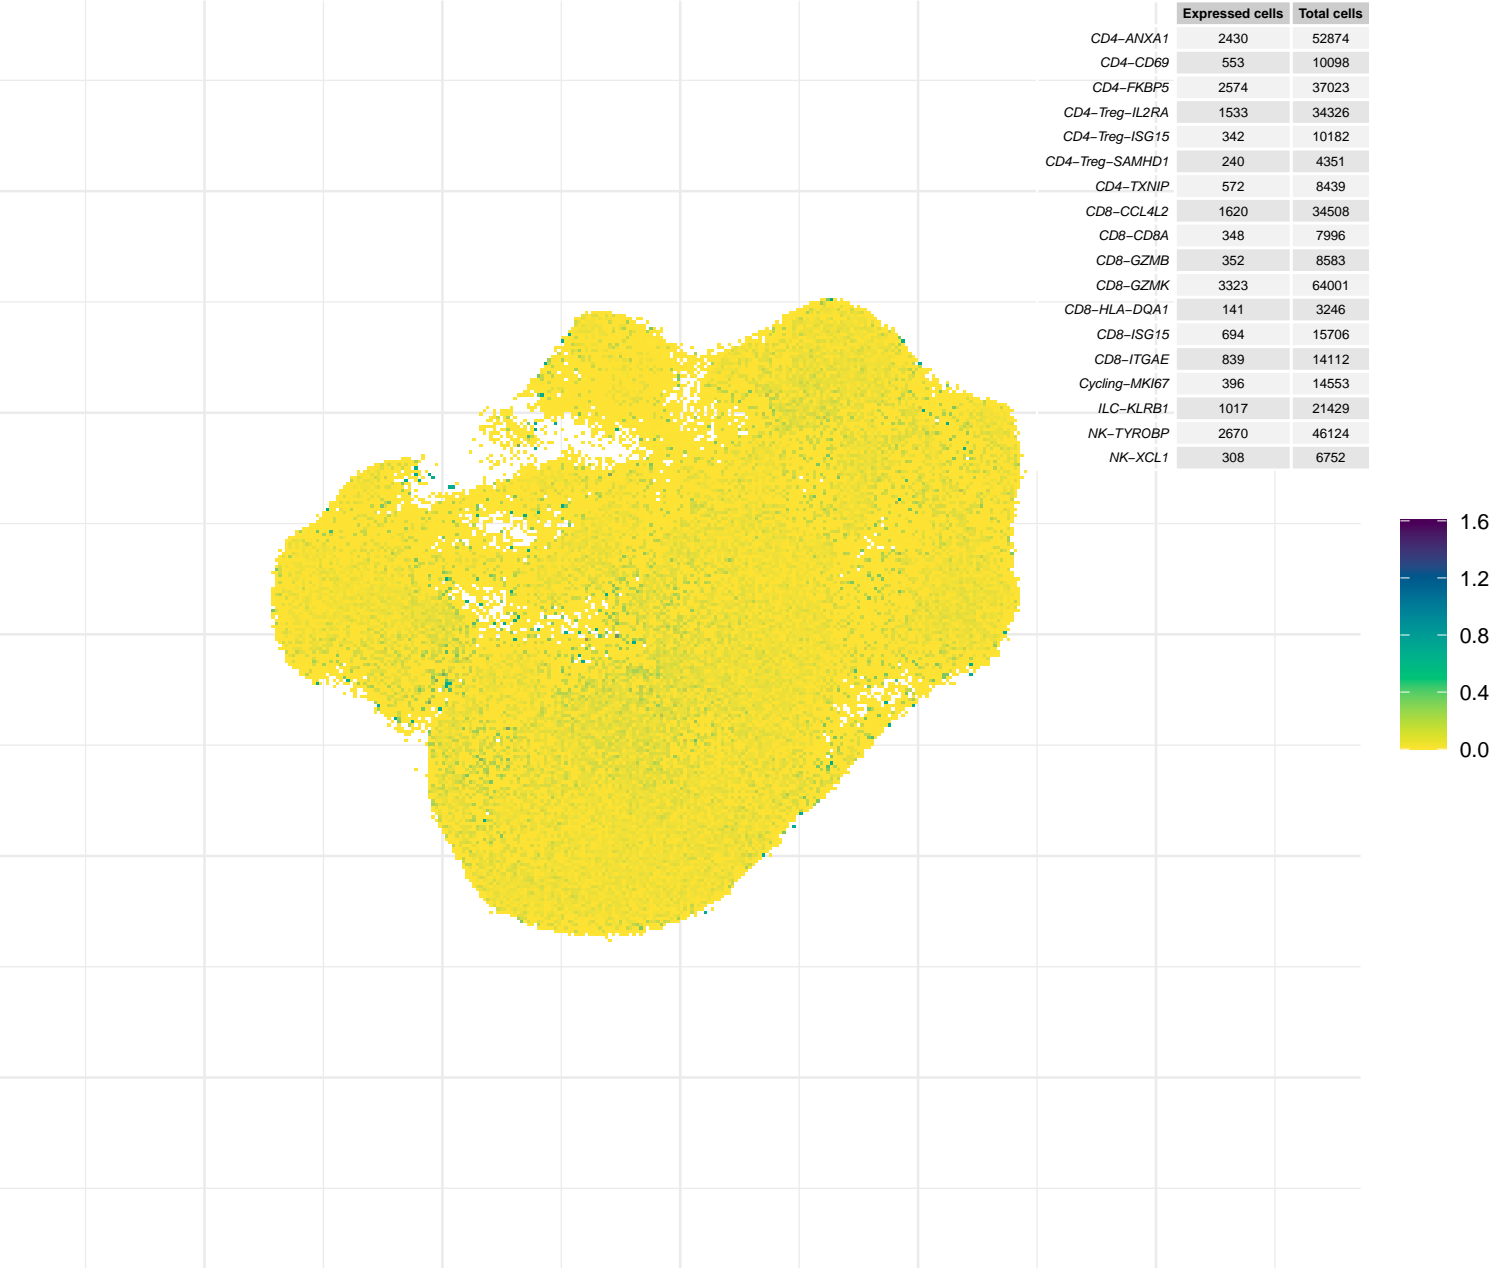 Expressed cells Total cells
CD4−ANXA1 2430 52874
CD4−CD69 553 10098
CD4−FKBP5 2574 37023
CD4−Treg−IL2RA 1533 34326
CD4−Treg−ISG15 342 10182
CD4−Treg−SAMHD1 240 4351
CD4−TXNIP 572 8439
CD8−CCL4L2 1620 34508
CD8−CD8A 348 7996
CD8−GZMB 352 8583
CD8−GZMK 3323 64001
CD8−HLA−DQA1 141 3246
CD8−ISG15 694 15706
CD8−ITGAE 839 14112
Cycling−MKI67 396 14553
ILC−KLRB1 1017 21429
NK−TYROBP 2670 46124
NK−XCL1 308 6752
1.6
1.2
0.8
0.4
0.0